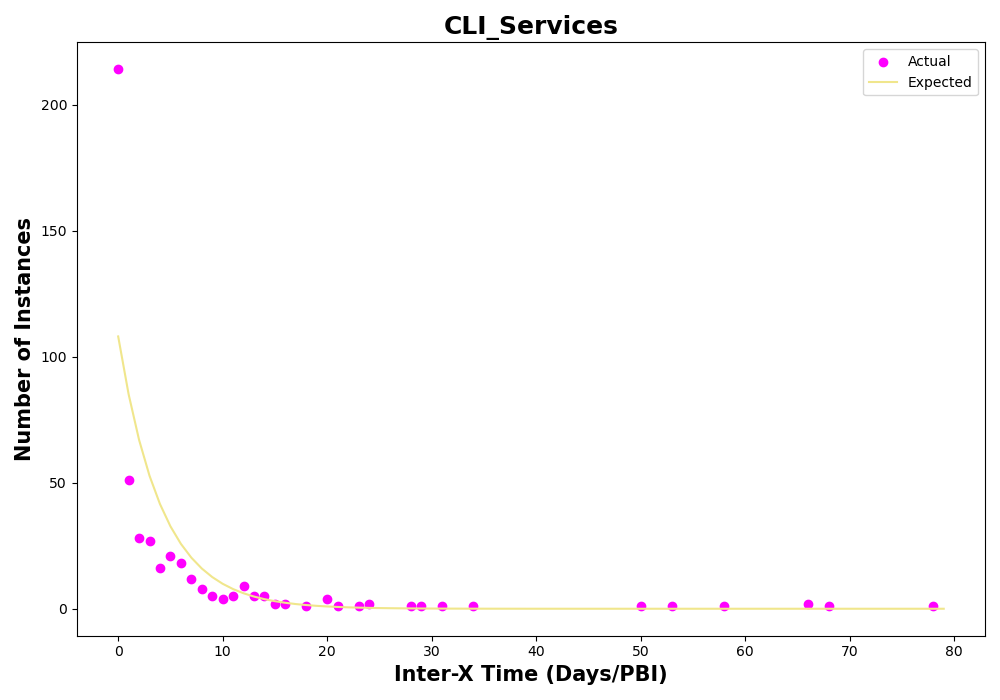 CLI_Services
Actual
Expected
Number of Instances
200
150
100
50
0
0 10 20 30 40 50 60 70 80
Inter-X Time (Days/PBI)